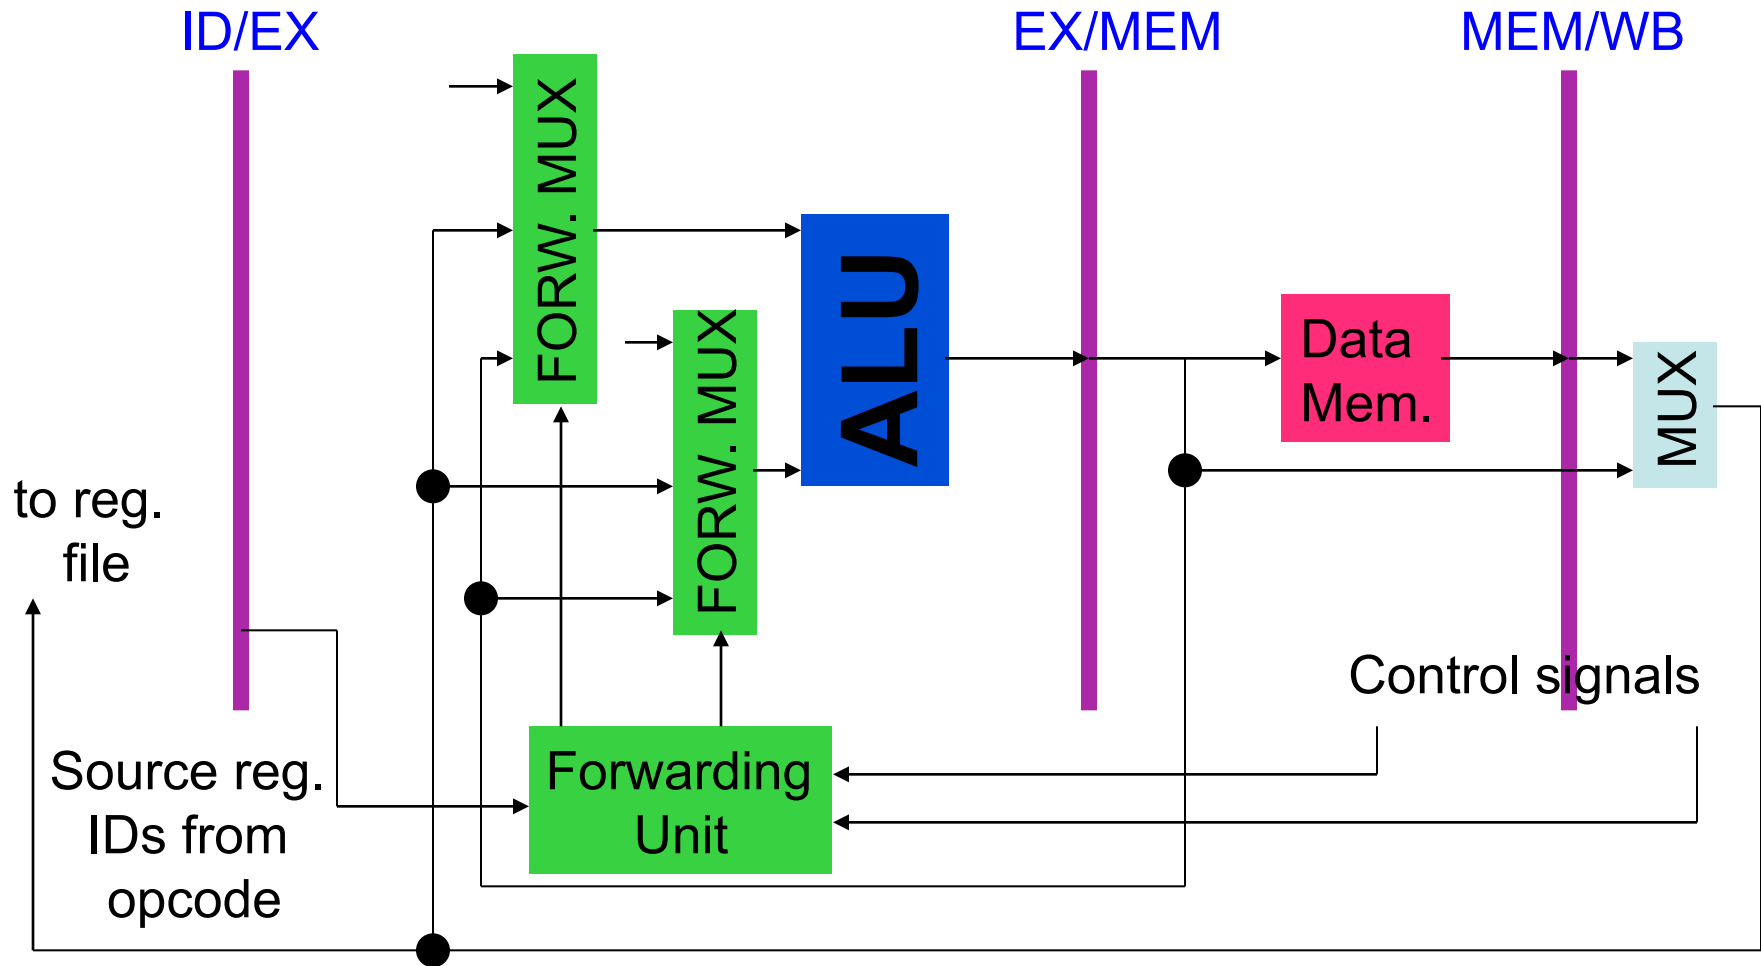 ID/EX
EX/MEM
MEM/WB
FORW. MUX
FORW. MUX
ALU
Data
Mem.
MUX
to reg.
file
Control signals
Source reg.
IDs from
opcode
Forwarding
Unit